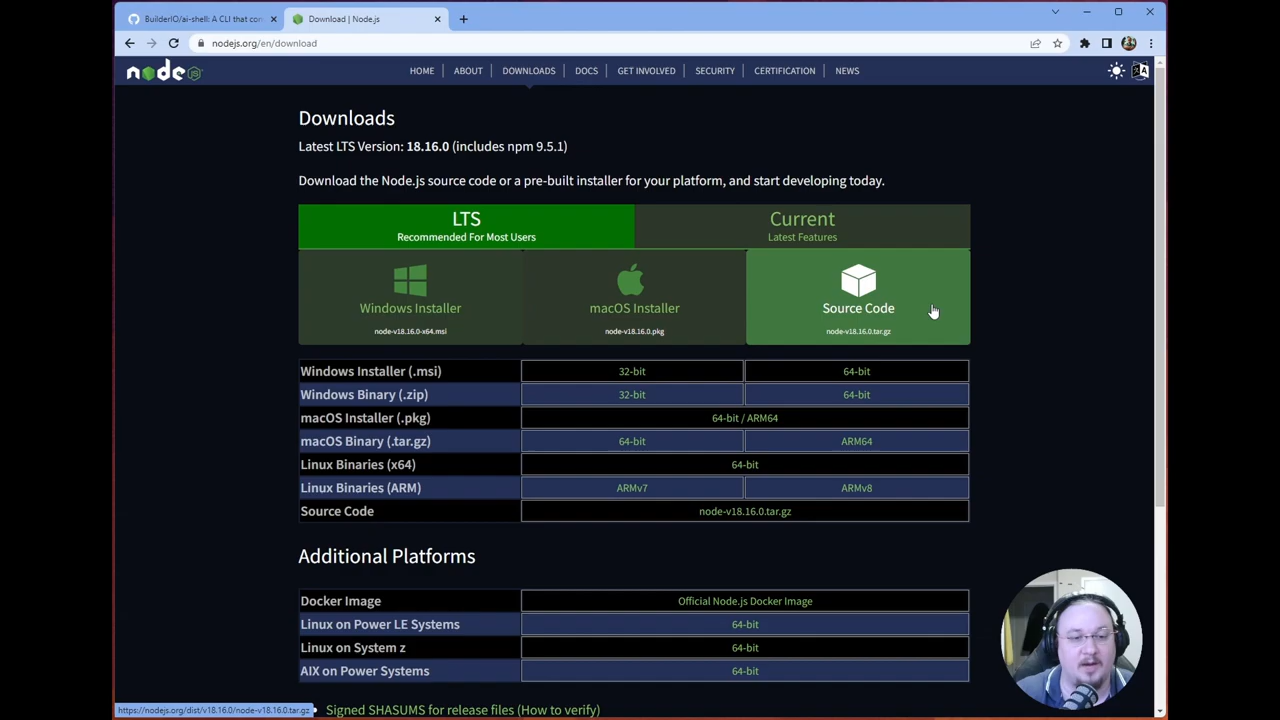 BuilderIO/ai-shell: A CLI that con
Download | Node.js
nodejs.org/en/download
node
JS
HOME
ABOUT
DOWNLOADS
DOCS
GET INVOLVED
SECURITY
CERTIFICATION
NEWS
Downloads
Latest LTS Version: 18.16.0 (includes npm 9.5.1)
Download the Node.js source code or a pre-built installer for your platform, and start developing today.
LTS
Recommended For Most Users
Current
Latest Features
Windows Installer
node-v18.16.0-x64.msi
macOS Installer
node-v18.16.0.pkg
Source Code
node-v18.16.0.tar.gz
Windows Installer (.msi) 32-bit 64-bit
Windows Binary (.zip) 32-bit 64-bit
macOS Installer (.pkg) 64-bit / ARM64
macOS Binary (.tar.gz) 64-bit ARM64
Linux Binaries (x64) 64-bit
Linux Binaries (ARM) ARMv7 ARMv8
Source Code node-v18.16.0.tar.gz
Additional Platforms
Docker Image Official Node.js Docker Image
Linux on Power LE Systems 64-bit
Linux on System z 64-bit
AIX on Power Systems 64-bit
Signed SHASUMS for release files (How to verify)
https://nodejs.org/dist/v18.16.0/node-v18.16.0.tar.gz